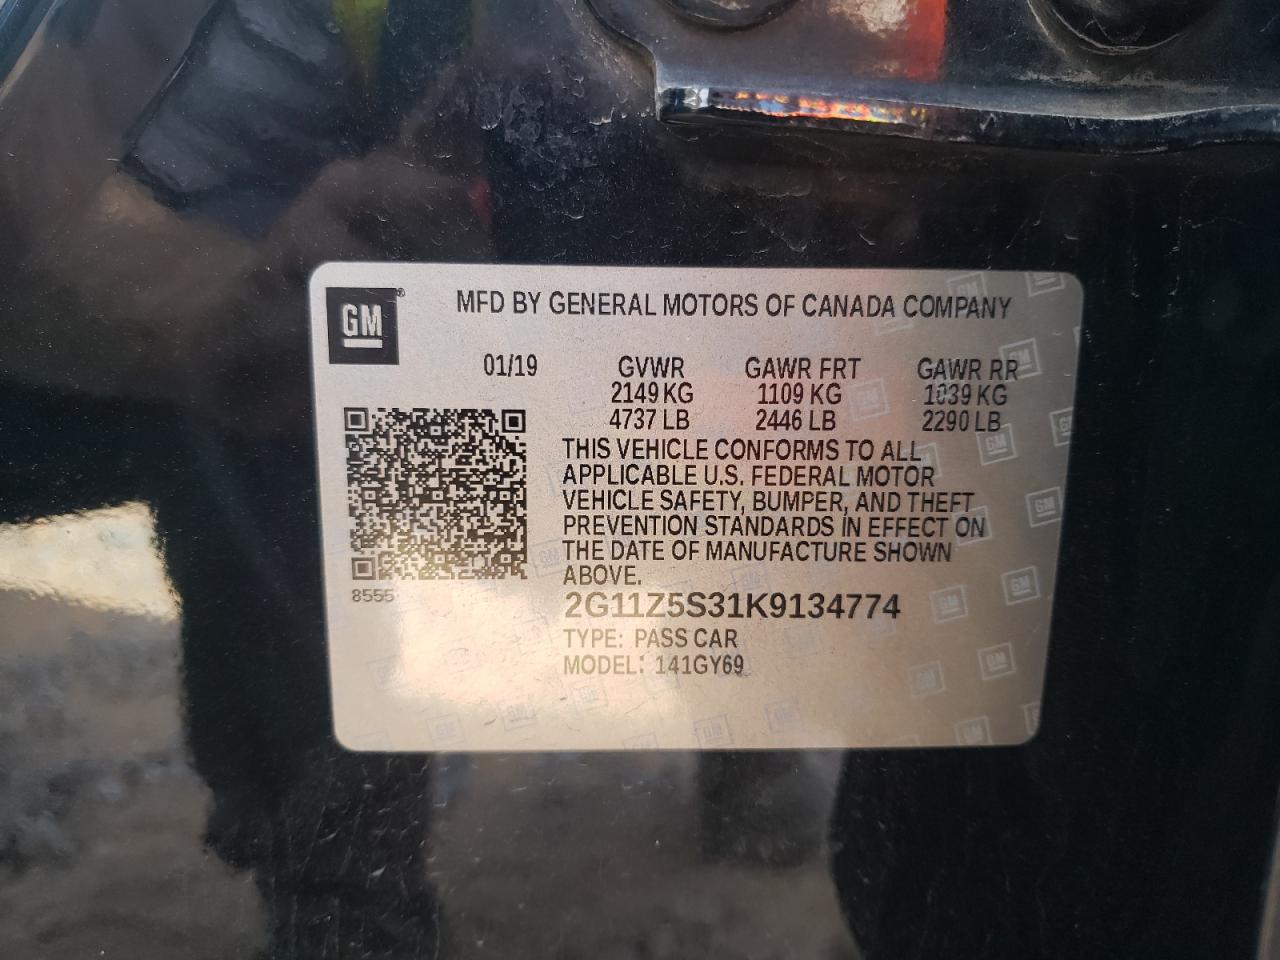 GM®
MFD BY GENERAL MOTORS OF CANADA COMPANY
01/19 GVWR GAWR FRT GAWR RR
2149 KG 1109 KG 1039 KG
4737 LB 2446 LB 2290 LB
THIS VEHICLE CONFORMS TO ALL
APPLICABLE U.S. FEDERAL MOTOR
VEHICLE SAFETY, BUMPER, AND THEFT
PREVENTION STANDARDS IN EFFECT ON
THE DATE OF MANUFACTURE SHOWN
ABOVE.
8555
2G11Z5S31K9134774
TYPE: PASS CAR
MODEL: 141GY69